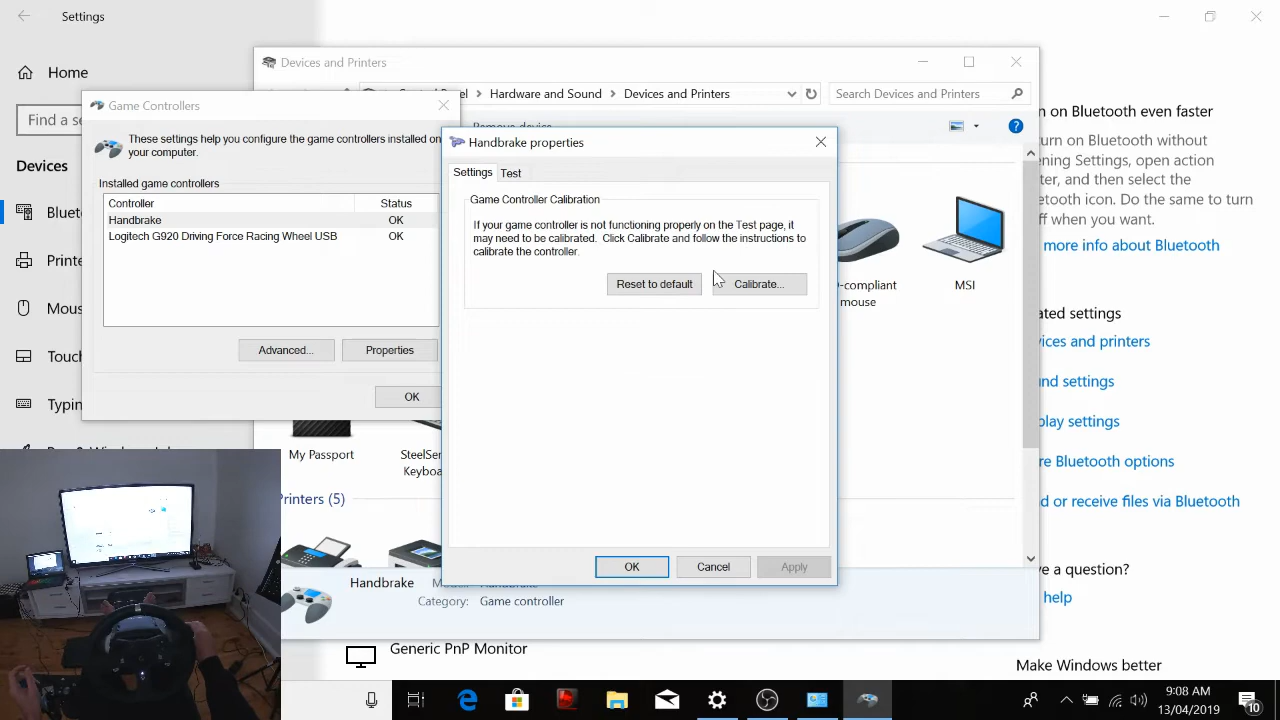 Settings
Home
Find a se
Devices
Bluet
Printe
Mous
Touc
Typin
Devices and Printers
Hardware and Sound
Devices and Printers
Search Devices and Printers
Remove device
Game Controllers
These settings help you configure the game controllers installed on
your computer.
Installed game controllers
Controller
Status
Handbrake
OK
Logitech G920 Driving Force Racing Wheel USB
OK
Advanced...
Properties
OK
Handbrake properties
Settings
Test
Game Controller Calibration
If your game controller is not functioning properly on the Test page, it
may need to be calibrated. Click Calibrate and follow the instructions to
calibrate the controller.
Reset to default
Calibrate...
OK
Cancel
Apply
-compliant
mouse
MSI
My Passport
SteelSer
Keyboa
rinters (5)
Handbrake
Category:
Game controller
Generic PnP Monitor
n on Bluetooth even faster
urn on Bluetooth without
ening Settings, open action
ter, and then select the
etooth icon. Do the same to turn
ff when you want.
more info about Bluetooth
ated settings
vices and printers
und settings
play settings
re Bluetooth options
d or receive files via Bluetooth
ve a question?
help
Make Windows better
9:08 AM
13/04/2019
10